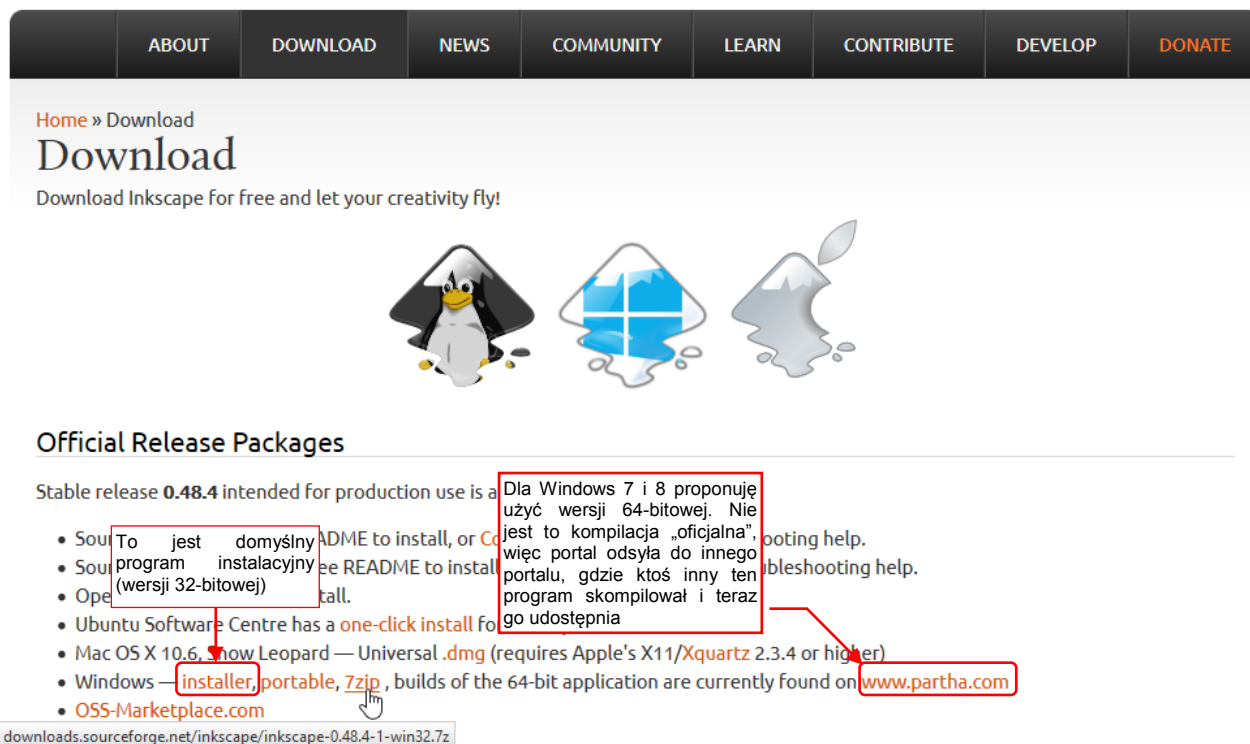 ABOUT DOWNLOAD NEWS COMMUNITY LEARN CONTRIBUTE DEVELOP DONATE
Home » Download
Download
Download Inkscape for free and let your creativity fly!
Official Release Packages
Stable release 0.48.4 intended for production use is a
Dla Windows 7 i 8 proponuję
użyć wersji 64-bitowej. Nie
jest to kompilacja „oficjalna”,
więc portal odsyła do innego
portalu, gdzie ktoś inny ten
program skompilował i teraz
go udostępnia
To jest domyślny
program instalacyjny
(wersji 32-bitowej)
• Sour ADME to install, or Co ooting help.
• Sour ee README to instal bleshooting help.
• Ope tall.
• Ubuntu Software Centre has a one-click install fo
• Mac OS X 10.6, Snow Leopard — Universal .dmg (requires Apple's X11/Xquartz 2.3.4 or higher)
• Windows — installer, portable, 7zip , builds of the 64-bit application are currently found on www.partha.com
• OSS-Marketplace.com
downloads.sourceforge.net/inkscape/inkscape-0.48.4-1-win32.7z